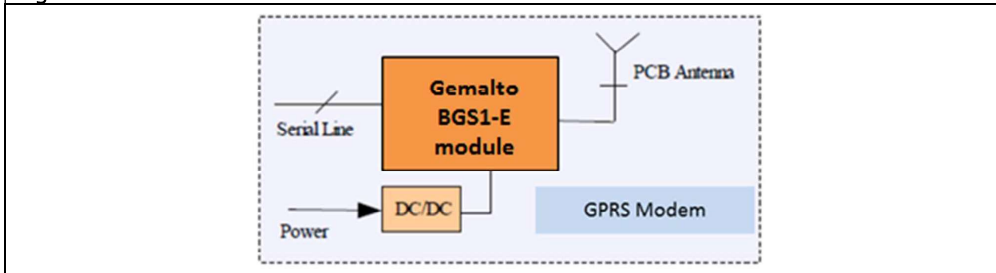 Gemalto
BGS1-E
module
PCB Antenna
Serial Line
DC/DC
Power
GPRS Modem